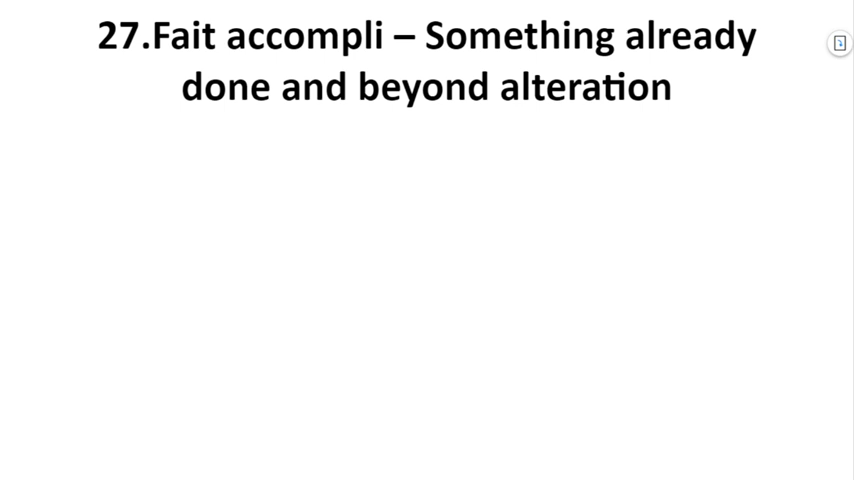 27.Fait accompli – Something already
done and beyond alteration